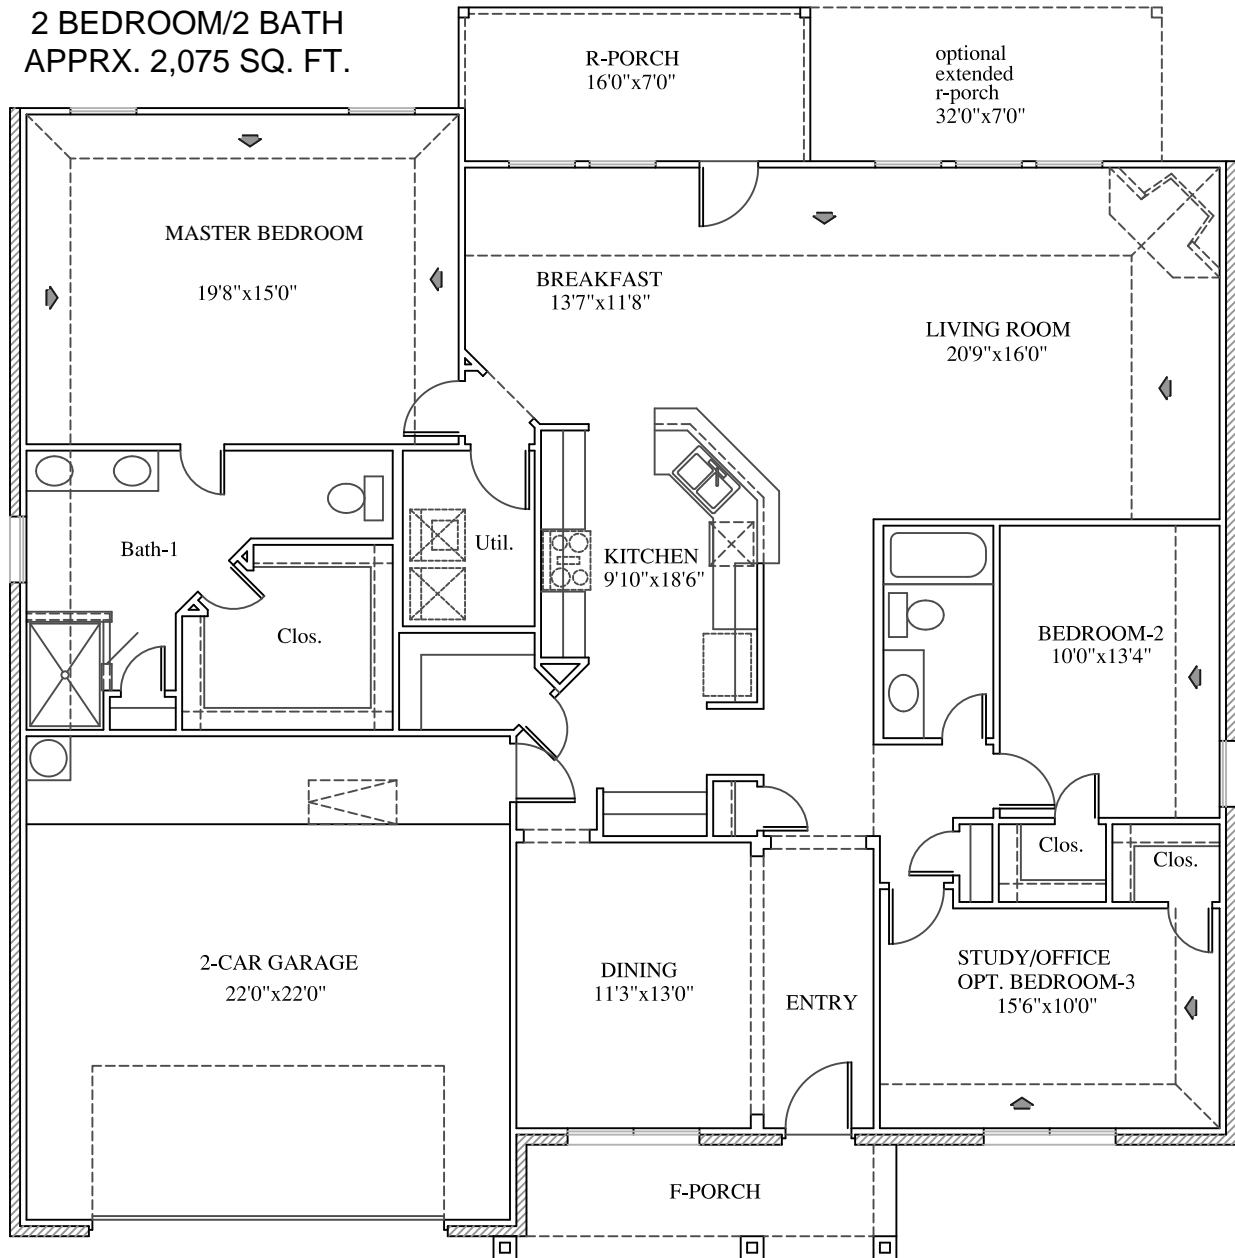 2 BEDROOM/2 BATH
APPRX. 2,075 SQ. FT.
R-PORCH
16'0"x7'0"
optional
extended
r-porch
32'0"x7'0"
MASTER BEDROOM
19'8"x15'0"
BREAKFAST
13'7"x11'8"
LIVING ROOM
20'9"x16'0"
Bath-1
Util.
KITCHEN
9'10"x18'6"
Clos.
BEDROOM-2
10'0"x13'4"
Clos.
Clos.
2-CAR GARAGE
22'0"x22'0"
DINING
11'3"x13'0"
ENTRY
STUDY/OFFICE
OPT. BEDROOM-3
15'6"x10'0"
F-PORCH